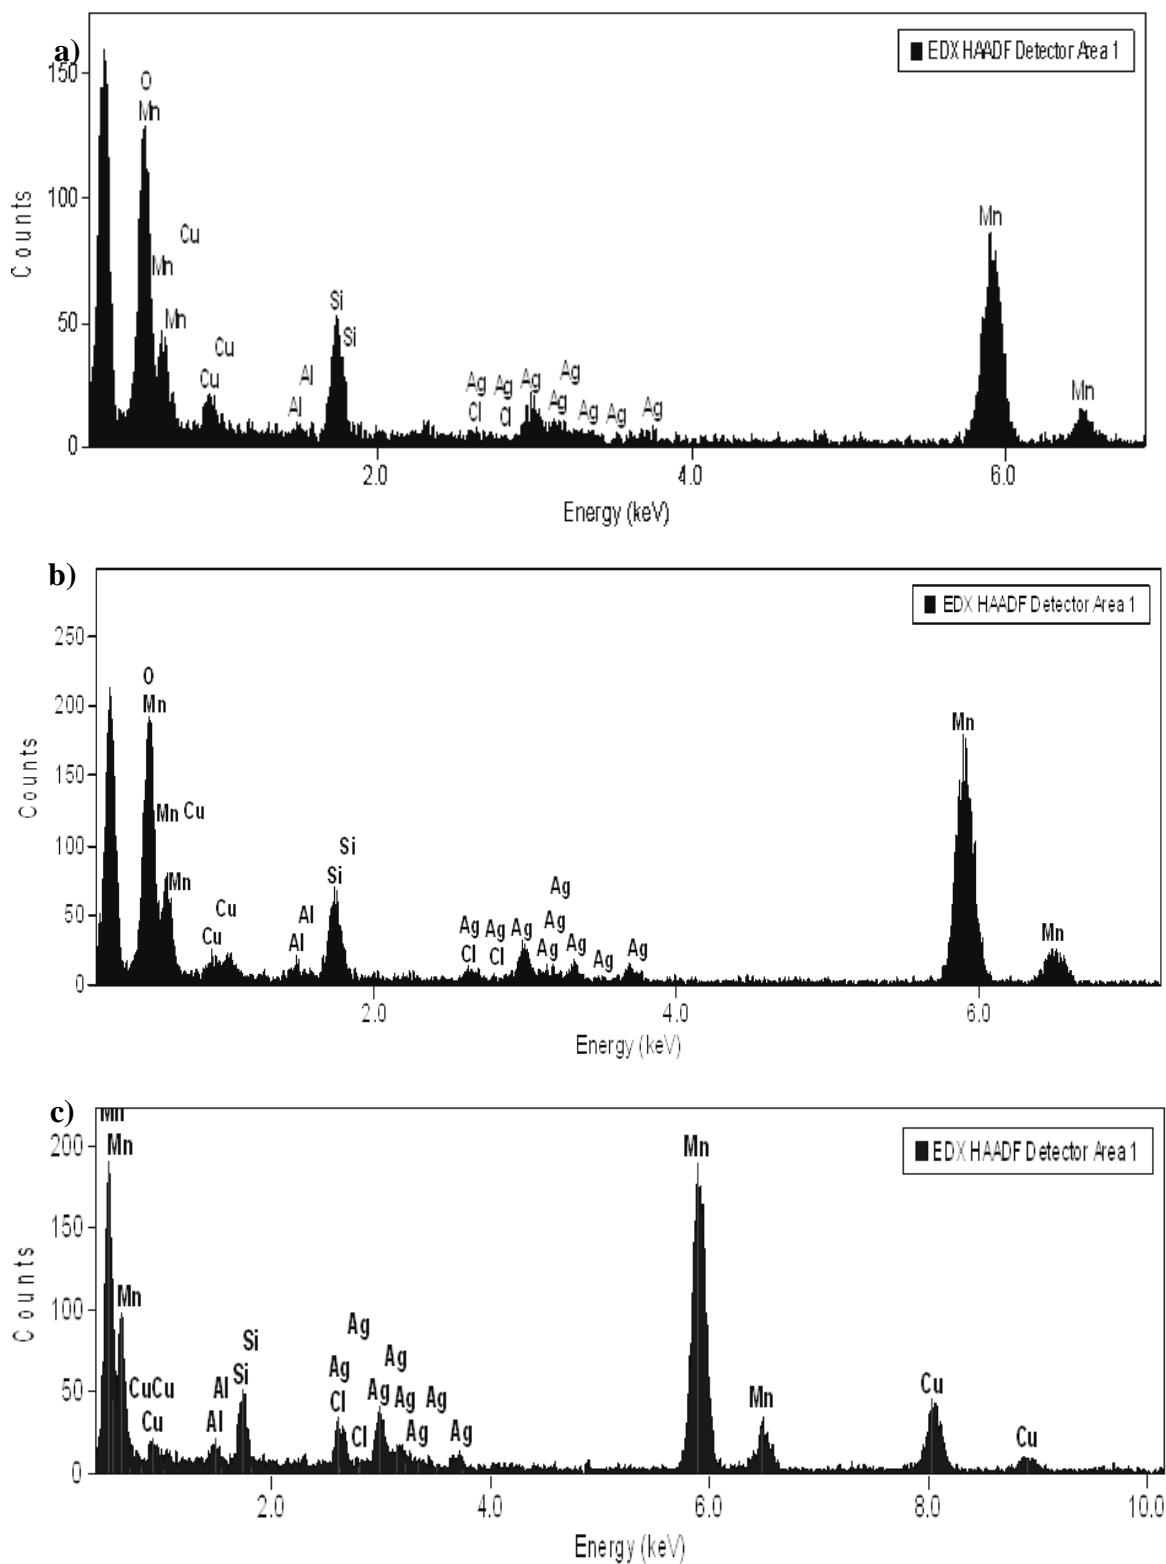 a)
EDX HAADF Detector Area 1
150
O
Mn
100
Counts
Cu
Mn
Mn
50
Cu
Cu
Al
Al
Si
Si
Ag
Cl
Ag
Cl
Ag
Ag
Ag
Ag
Ag
Ag
Mn
Mn
0
2.0 4.0 6.0
Energy (keV)
b)
EDX HAADF Detector Area 1
250
O
200
Mn
Counts
150
Mn Cu
100
Mn
50
Cu
Cu
Al
Al
Si
Si
Ag
Cl
Ag
Cl
Ag
Ag
Ag
Ag
Ag
Ag
Ag
Mn
Mn
0
2.0 4.0 6.0
Energy (keV)
c)
Mn
EDX HAADF Detector Area 1
200
Mn
150
Counts
100
Mn
50
CuCu
Cu
Al
Al
Si
Si
Ag
Ag
Cl
Cl
Ag
Ag
Ag
Ag
Ag
Ag
Mn
Mn
Cu
Cu
0
2.0 4.0 6.0 8.0 10.0
Energy (keV)